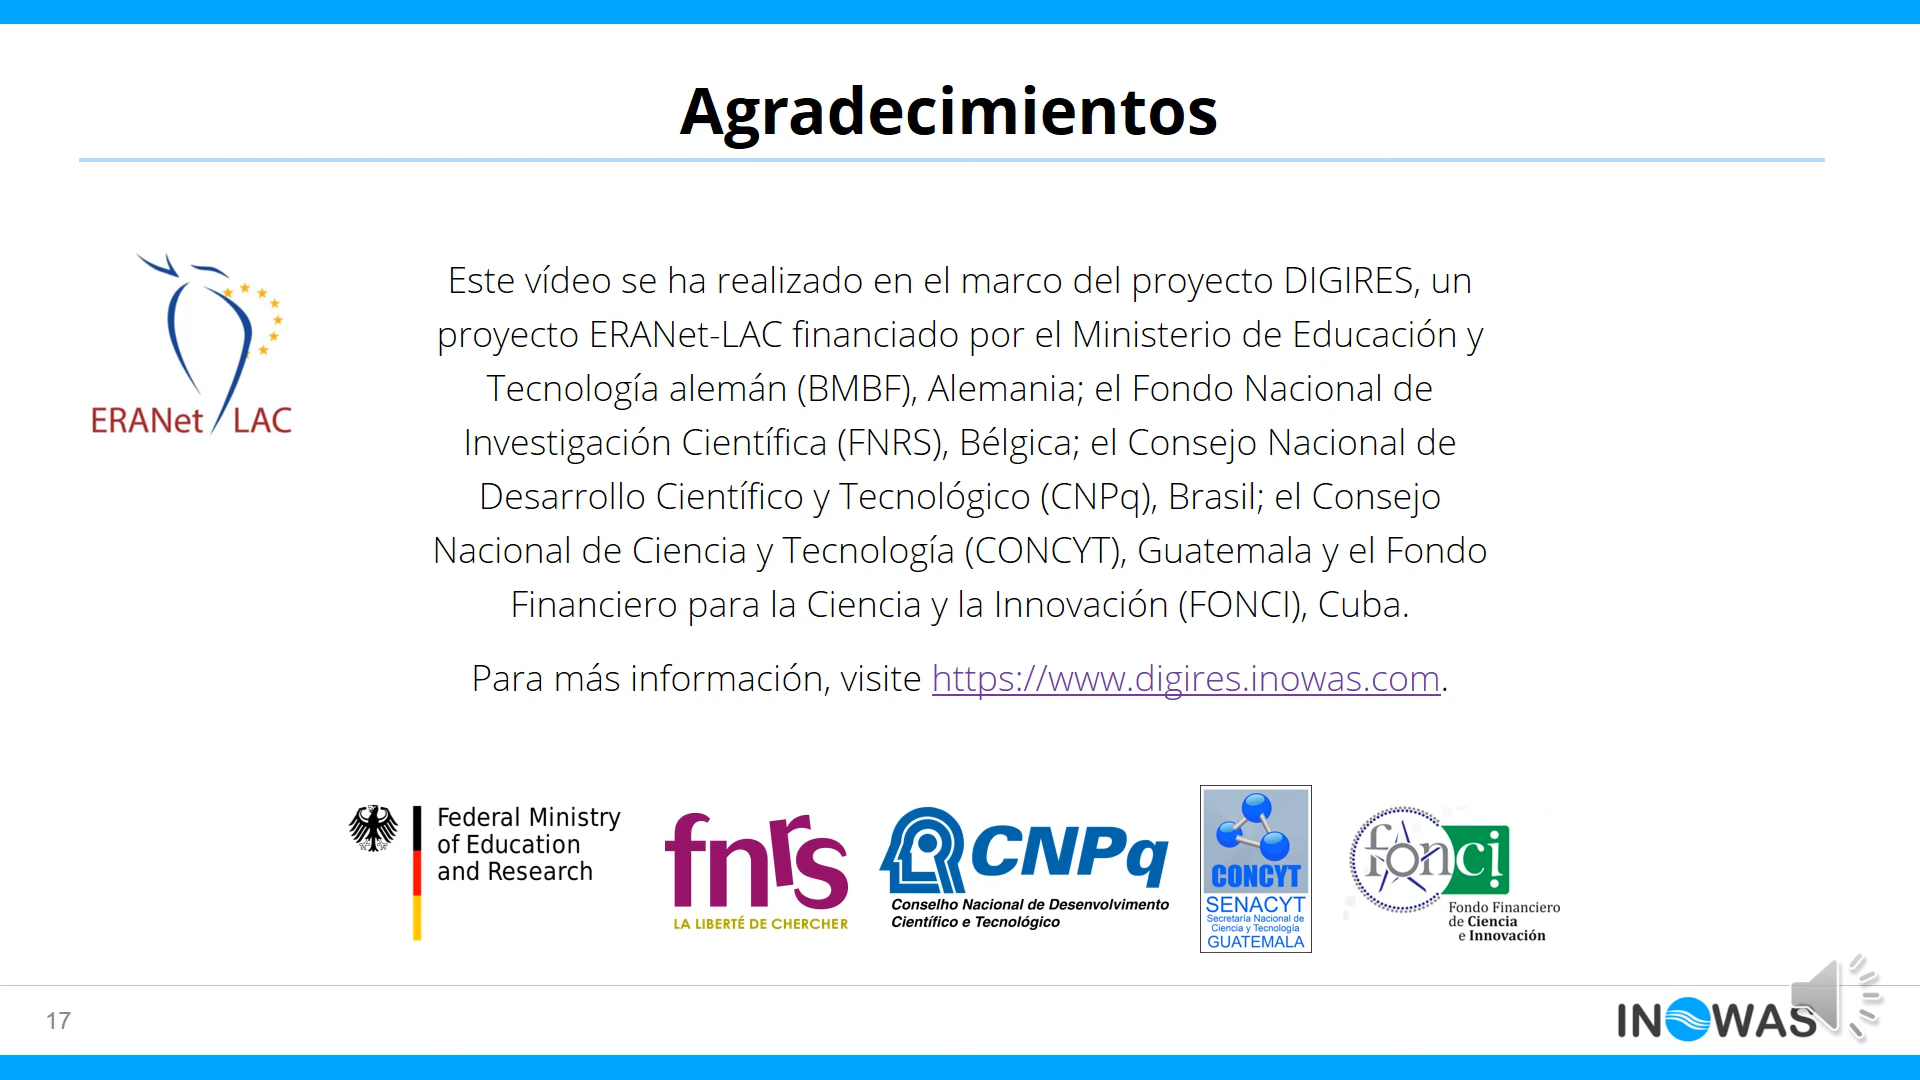 Agradecimientos
Este vídeo se ha realizado en el marco del proyecto DIGIRES, un
proyecto ERANet-LAC financiado por el Ministerio de Educación y
Tecnología alemán (BMBF), Alemania; el Fondo Nacional de
Investigación Científica (FNRS), Bélgica; el Consejo Nacional de
Desarrollo Científico y Tecnológico (CNPq), Brasil; el Consejo
Nacional de Ciencia y Tecnología (CONCYT), Guatemala y el Fondo
Financiero para la Ciencia y la Innovación (FONCI), Cuba.
Para más información, visite https://www.digires.inowas.com.
ERANet LAC
Federal Ministry
of Education
and Research
fnrs
LA LIBERTÉ DE CHERCHER
CNPq
Conselho Nacional de Desenvolvimento
Científico e Tecnológico
CONCYT
SENACYT
Secretaría Nacional de
Ciencia y Tecnología
GUATEMALA
fonci
Fondo Financiero
de Ciencia
e Innovación
17
INOWAS